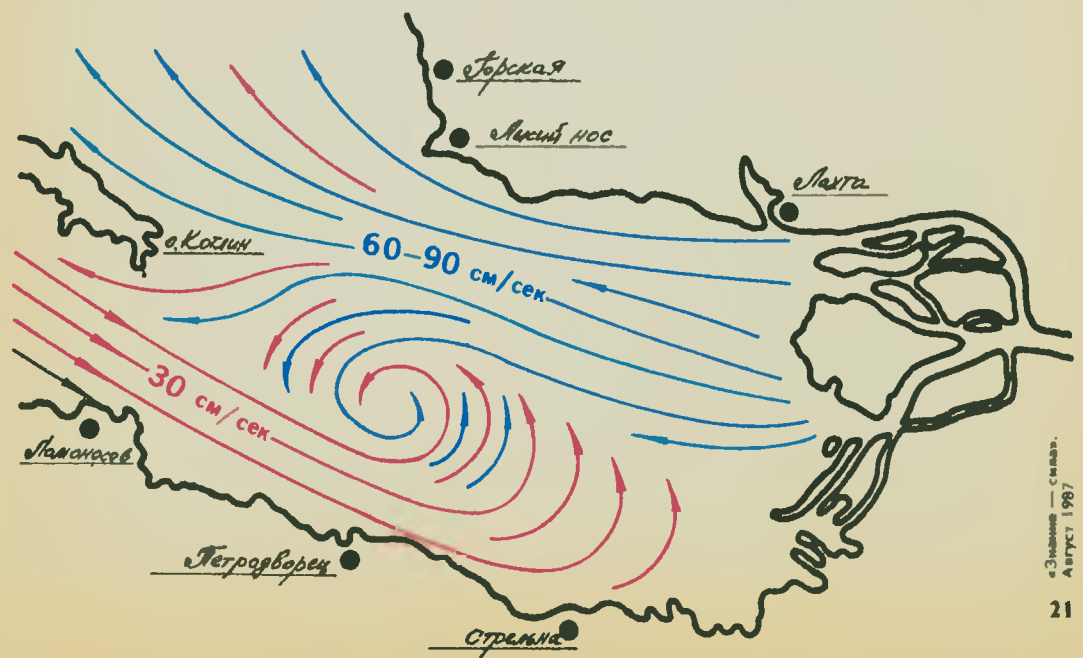 Горская
Лисий нос
Лахта
о. Котлин
60–90 см/сек
30 см/сек
Ломоносов
Петродворец
Стрельна
«Знание — сила».
Август 1987
21